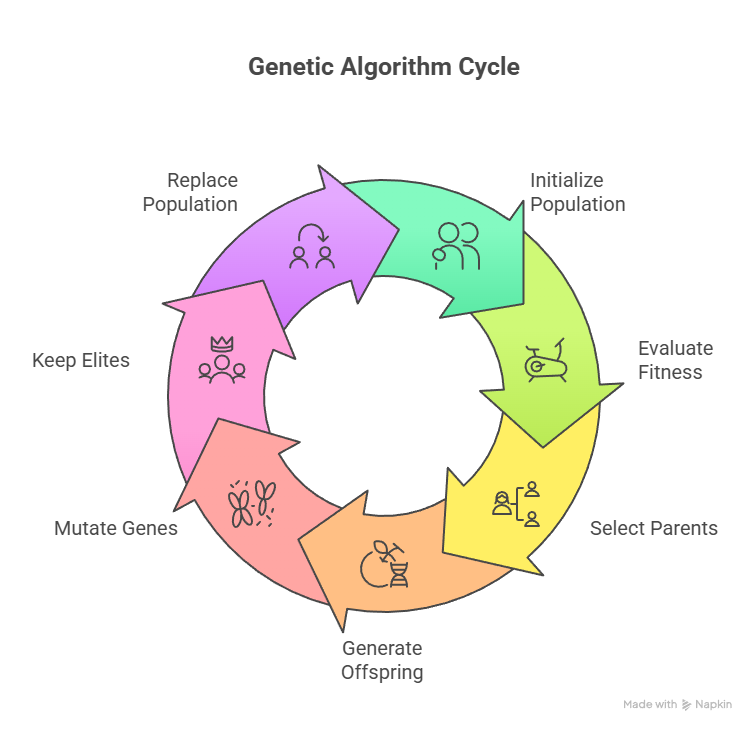 Genetic Algorithm Cycle
Initialize
Population
Evaluate
Fitness
Select Parents
Generate
Offspring
Mutate Genes
Keep Elites
Replace
Population
Made with Napkin